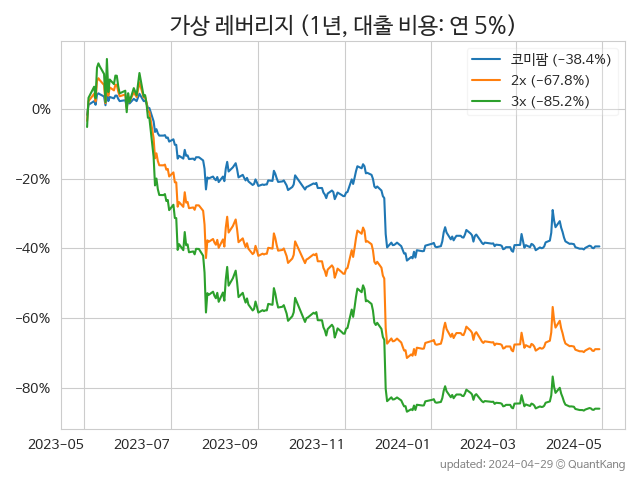 가상 레버리지 (1년, 대출 비용: 연 5%)
코미팜 (−38.4%)
2x (−67.8%)
3x (−85.2%)
0%
−20%
−40%
−60%
−80%
2023-05 2023-07 2023-09 2023-11 2024-01 2024-03 2024-05
updated: 2024-04-29 © QuantKang